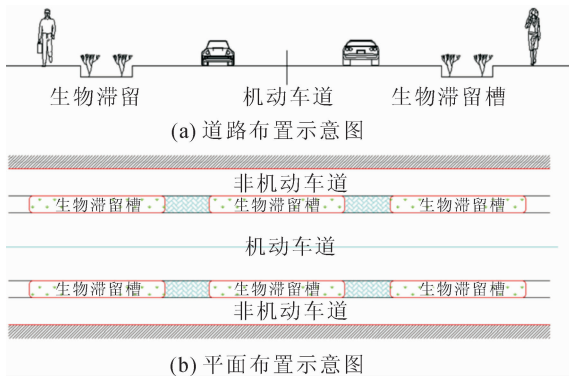 生物滞留 机动车道 生物滞留槽
(a) 道路布置示意图
非机动车道
生物滞留槽 生物滞留槽 生物滞留槽
机动车道
生物滞留槽 生物滞留槽 生物滞留槽
非机动车道
(b) 平面布置示意图